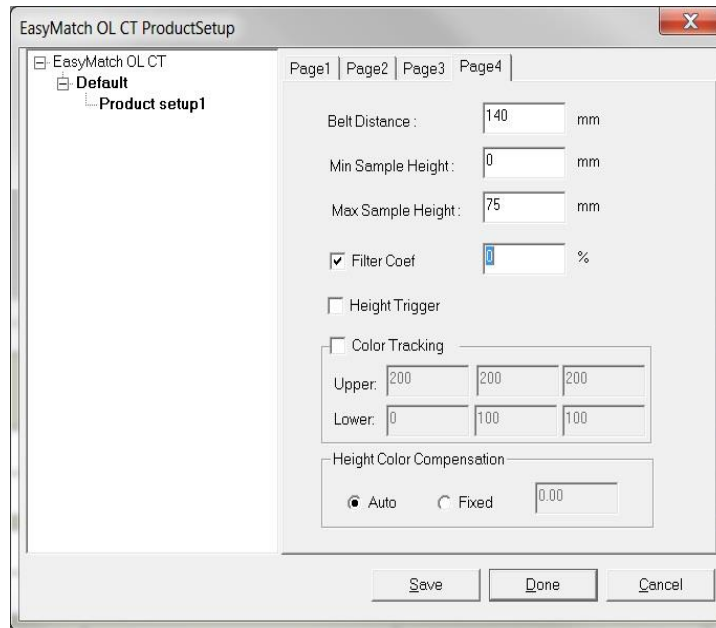 EasyMatch OL CT ProductSetup
X
EasyMatch OL CT
Default
Product setup1
Page1 Page2 Page3 Page4
Belt Distance : 140 mm
Min Sample Height : 0 mm
Max Sample Height : 75 mm
Filter Coef 0 %
Height Trigger
Color Tracking
Upper: 200 200 200
Lower: 0 100 100
Height Color Compensation
Auto Fixed 0.00
Save Done Cancel